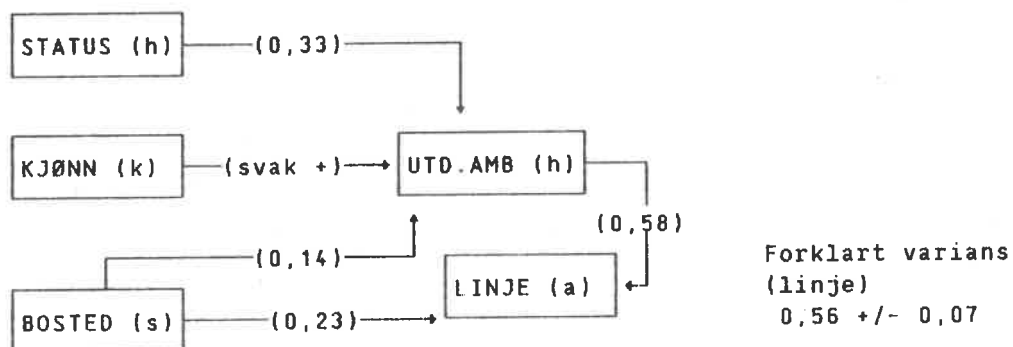 STATUS (h)
(0,33)
KJØNN (k)
(svak +)
UTD.AMB (h)
(0,58)
(0,14)
LINJE (a)
BOSTED (s)
(0,23)
Forklart varians
(linje)
0,56 +/- 0,07